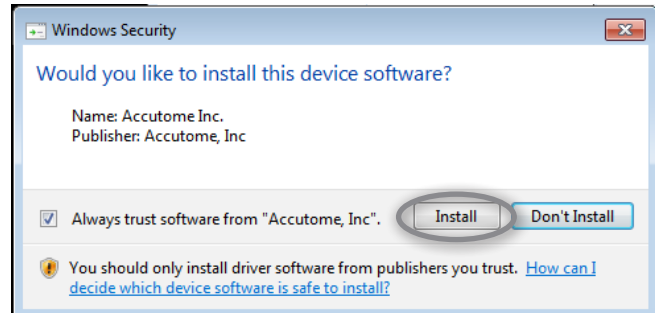 Windows Security
Would you like to install this device software?
Name: Accutome Inc.
Publisher: Accutome, Inc
Always trust software from "Accutome, Inc".
Install
Don't Install
You should only install driver software from publishers you trust. How can I
decide which device software is safe to install?